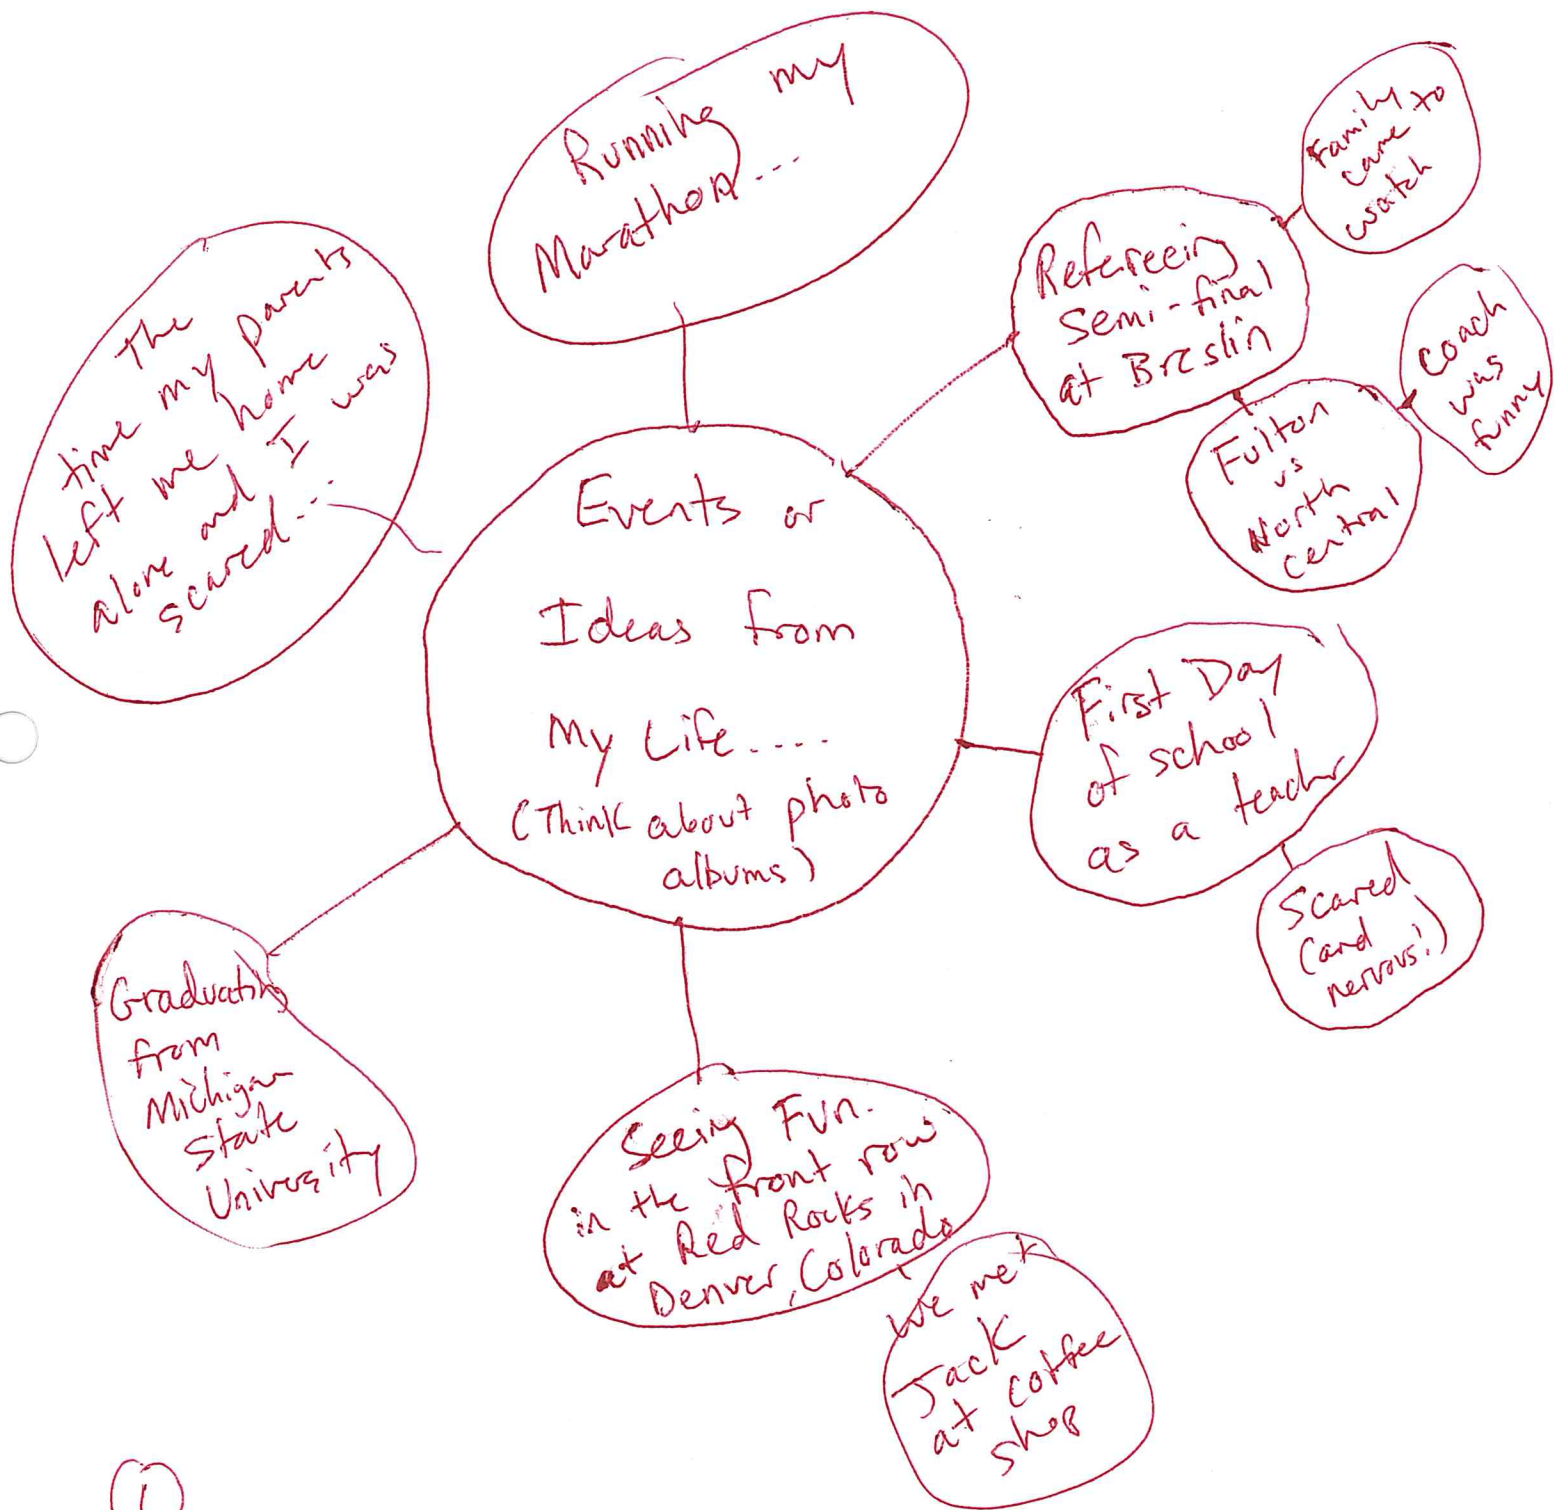 Running my
Marathon...
Family
came to
watch
Refereeing
semi-final
at Breslin
coach
was
funny
Fulton
vs
North
central
The
time my parents
left me home
alone and I was
scared...
Events or
Ideas from
My Life....
(Think about photo
albums)
First Day
of school
as a teacher
Scared
(and
nervous!)
Graduating
from
Michigan
State
University
Seeing Fun.
in the front row
at Red Rocks in
Denver, Colorado
We met
Jack
at coffee
shop
1